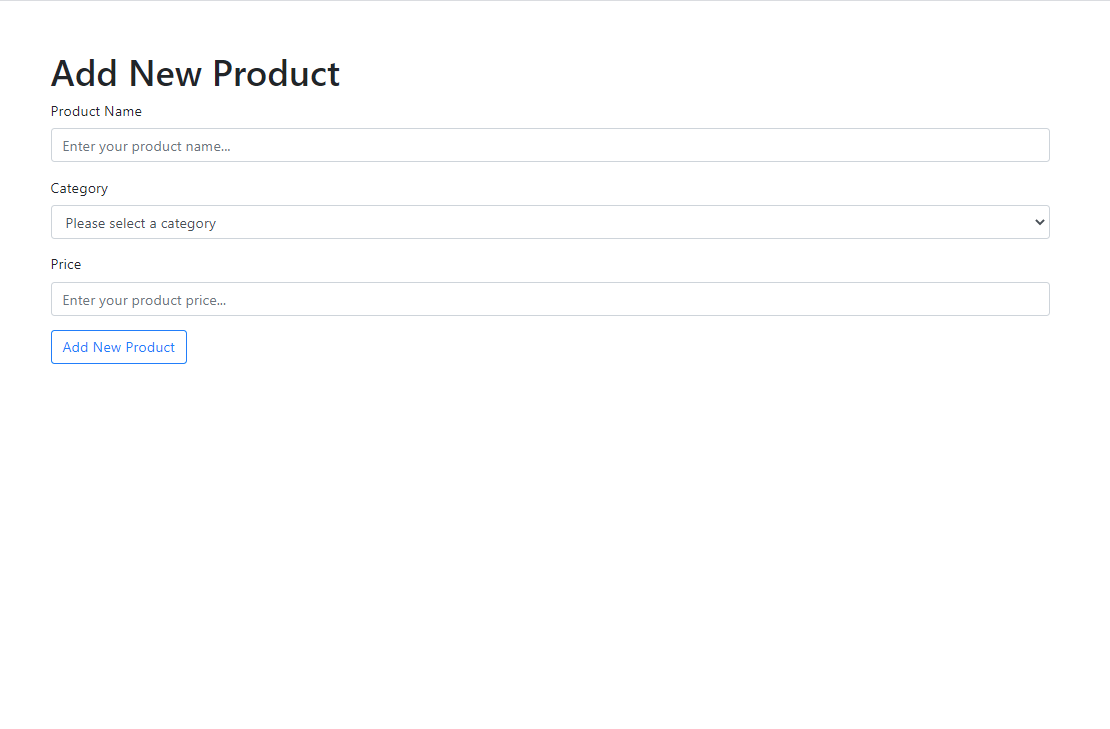 Add New Product
Product Name
Enter your product name...
Category
Please select a category
Price
Enter your product price...
Add New Product